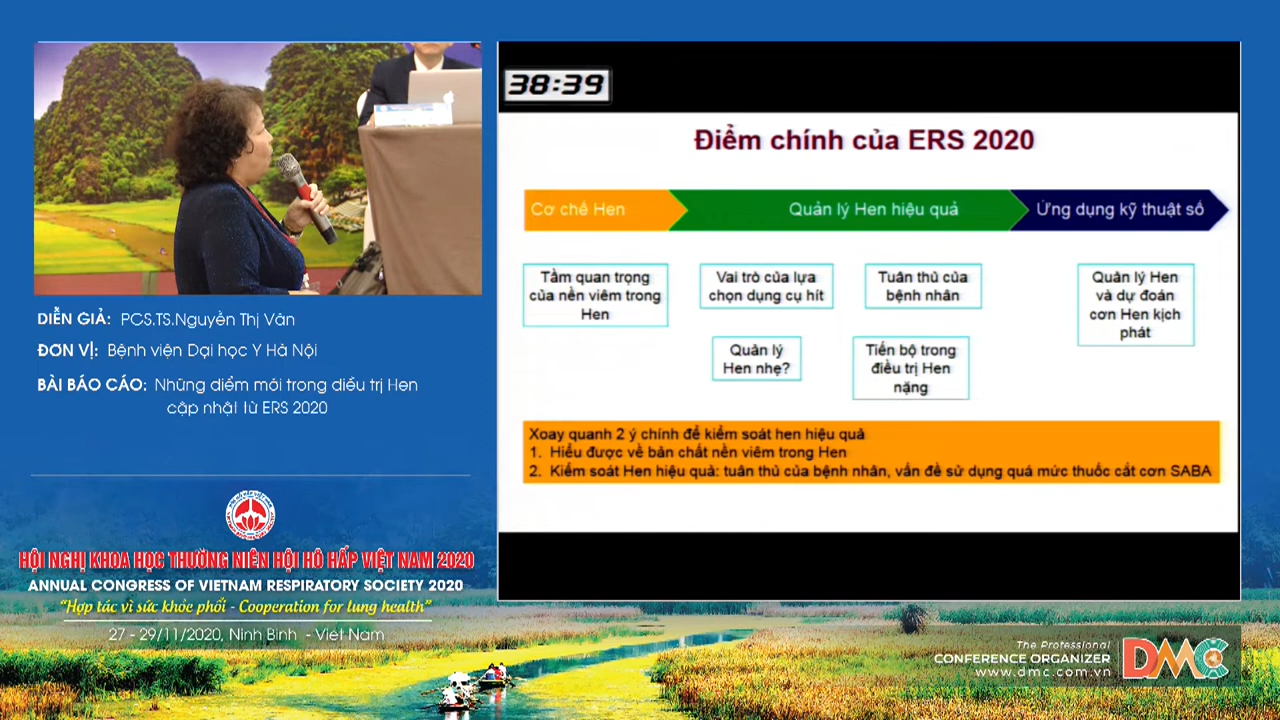 38:39
Điểm chính của ERS 2020
Cơ chế Hen
Quản lý Hen hiệu quả
Ứng dụng kỹ thuật số
Tầm quan trọng
của nền viêm trong
Hen
Vai trò của lựa
chọn dụng cụ hít
Tuân thủ của
bệnh nhân
Quản lý Hen
và dự đoán
cơn Hen kịch
phát
Quản lý
Hen nhẹ?
Tiến bộ trong
điều trị Hen
nặng
Xoay quanh 2 ý chính để kiểm soát hen hiệu quả
1. Hiểu được về bản chất nền viêm trong Hen
2. Kiểm soát Hen hiệu quả: tuân thủ của bệnh nhân, vấn đề sử dụng quá mức thuốc cắt cơn SABA
DIỄN GIẢ: PCS.TS.Nguyễn Thị Vân
ĐƠN VỊ: Bệnh viện Dại học Y Hà Nội
BÀI BÁO CÁO: Những diểm mới trong diều trị Hen
cập nhật từ ERS 2020
HỘI NGHỊ KHOA HỌC THƯỜNG NIÊN HỘI HÔ HẤP VIỆT NAM 2020
ANNUAL CONGRESS OF VIETNAM RESPIRATORY SOCIETY 2020
"Hợp tác vì sức khỏe phổi - Cooperation for lung health"
27 - 29/11/2020, Ninh Bình - Việt Nam
The Professional
CONFERENCE ORGANIZER
www.dmc.com.vn
DMC